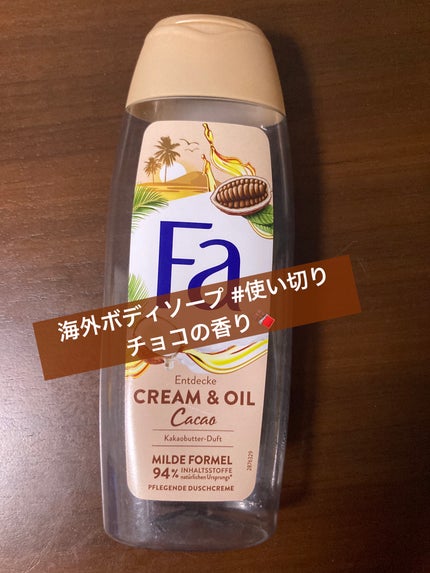 Fa
海外ボディソープ #使い切り
チョコの香り🍫
Entdecke
CREAM & OIL
Cacao
Kakaobutter-Duft
MILDE FORMEL
94% INHALTSSTOFFE
natürlichen Ursprungs*
PFLEGENDE DUSCHCREME
2876329